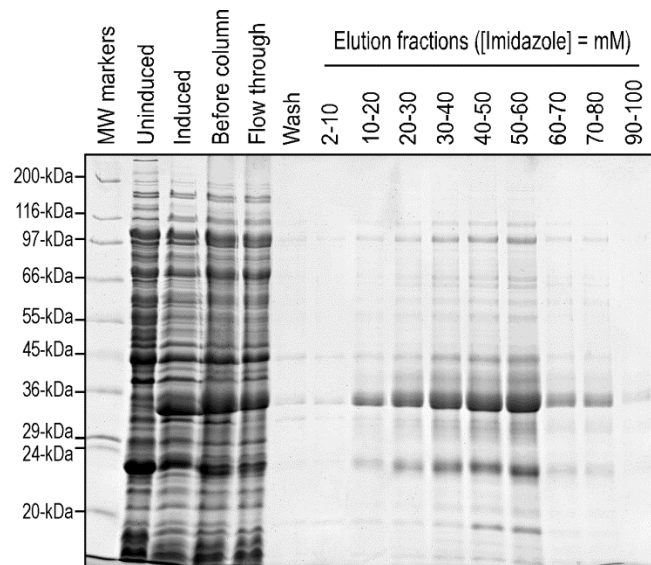 Elution fractions ([Imidazole] = mM)
MW markers
Uninduced
Induced
Before column
Flow through
Wash
2-10
10-20
20-30
30-40
40-50
50-60
60-70
70-80
90-100
200-kDa
116-kDa
97-kDa
66-kDa
55-kDa
45-kDa
36-kDa
29-kDa
24-kDa
20-kDa